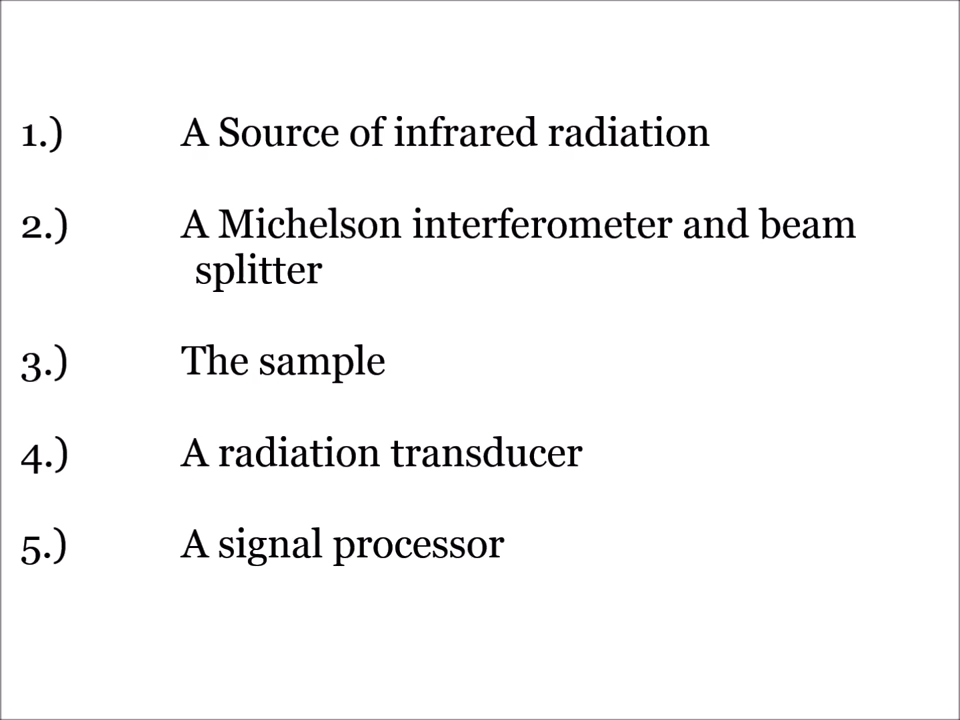 1.) A Source of infrared radiation
2.) A Michelson interferometer and beam
splitter
3.) The sample
4.) A radiation transducer
5.) A signal processor